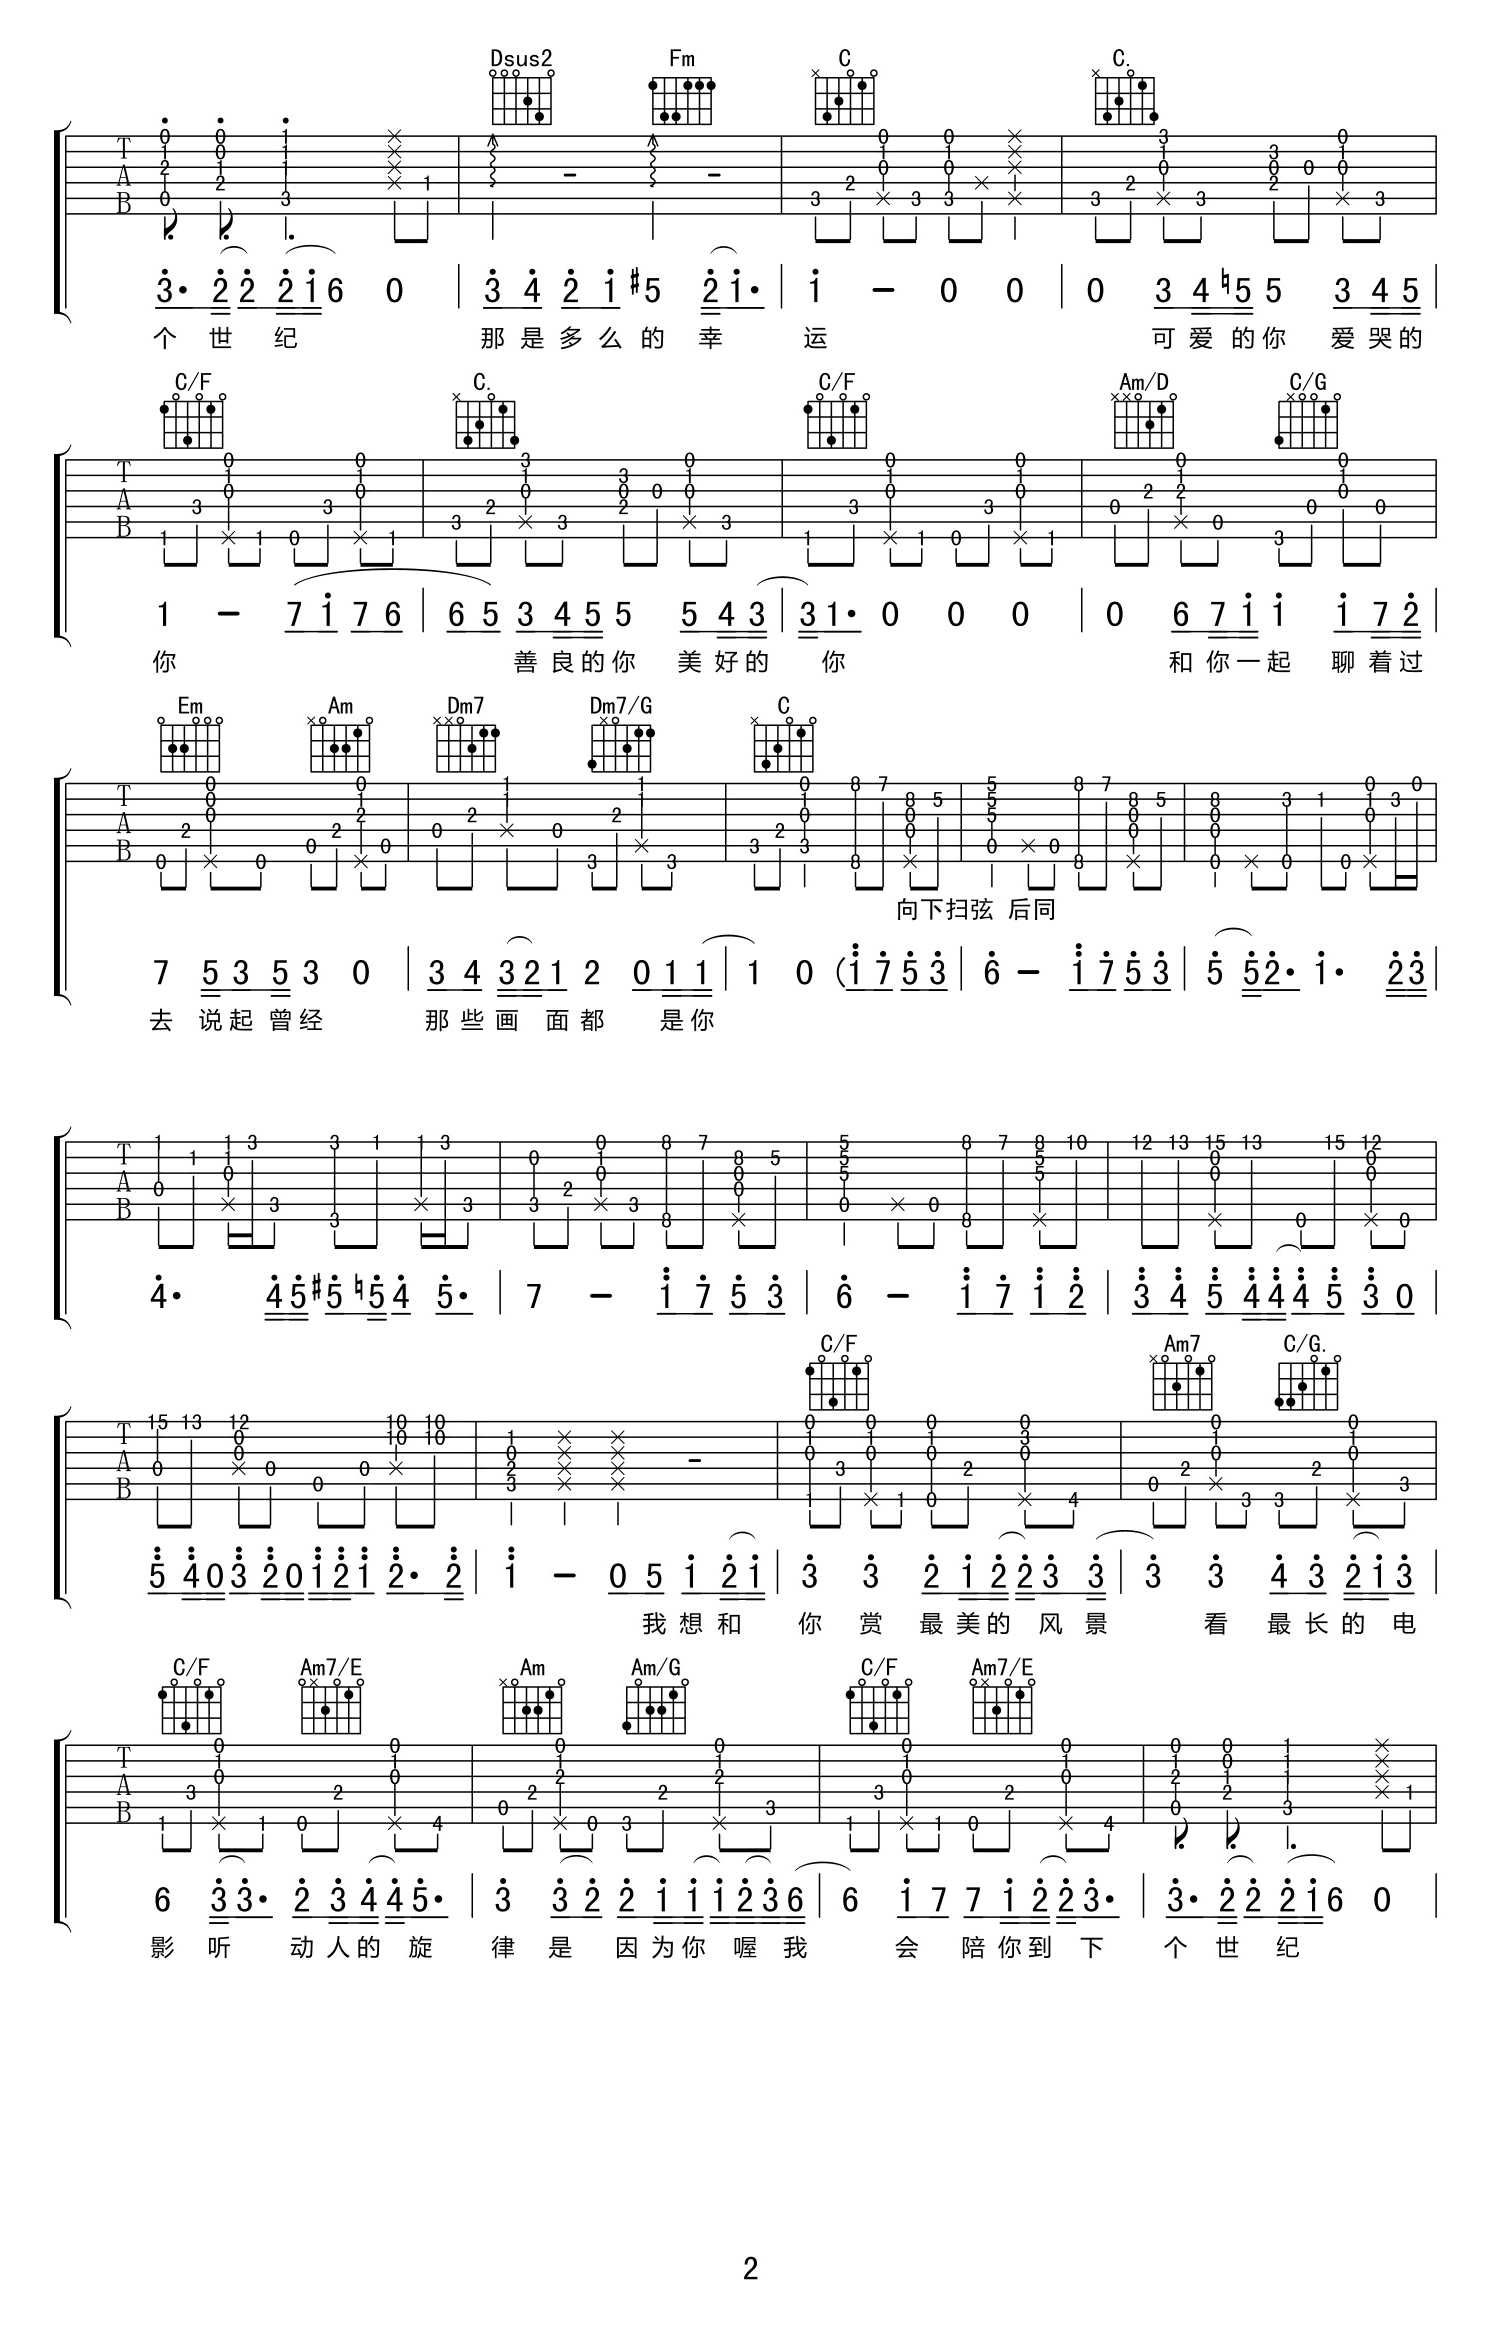 Dsus2 Fm C C.
3· 2 2 2 1 6 0 3 4 2 1 #5 2 1· 1 - 0 0 0 3 4 ♮5 5 3 4 5
个 世 纪 那 是 多 么 的 幸 运 可 爱 的 你 爱 哭 的
C/F C. C/F Am/D C/G
1 - 7 1 7 6 6 5 3 4 5 5 5 4 3 3 1· 0 0 0 0 6 7 1 1 1 7 2
你 善 良 的 你 美 好 的 你 和 你 一 起 聊 着 过
Em Am Dm7 Dm7/G C
向下扫弦 后同
7 5 3 5 3 0 3 4 3 2 1 2 0 1 1 1 0 (1 7 5 3 6 - 1 7 5 3 5 5 2· 1· 2 3
去 说 起 曾 经 那 些 画 面 都 是 你
4· 4 5 #5 ♮5 4 5· 7 - 1 7 5 3 6 - 1 7 1 2 3 4 5 4 4 4 5 3 0
C/F Am7 C/G.
5 4 0 3 2 0 1 2 1 2· 2 1 - 0 5 1 2 1 3 3 2 1 2 2 3 3 3 3 4 3 2 1 3
我 想 和 你 赏 最 美 的 风 景 看 最 长 的 电
C/F Am7/E Am Am/G C/F Am7/E
6 3 3· 2 3 4 4 5· 3 3 2 2 1 1 1 2 3 6 6 1 7 7 1 2 2 3· 3· 2 2 2 1 6 0
影 听 动 人 的 旋 律 是 因 为 你 喔 我 会 陪 你 到 下 个 世 纪
2